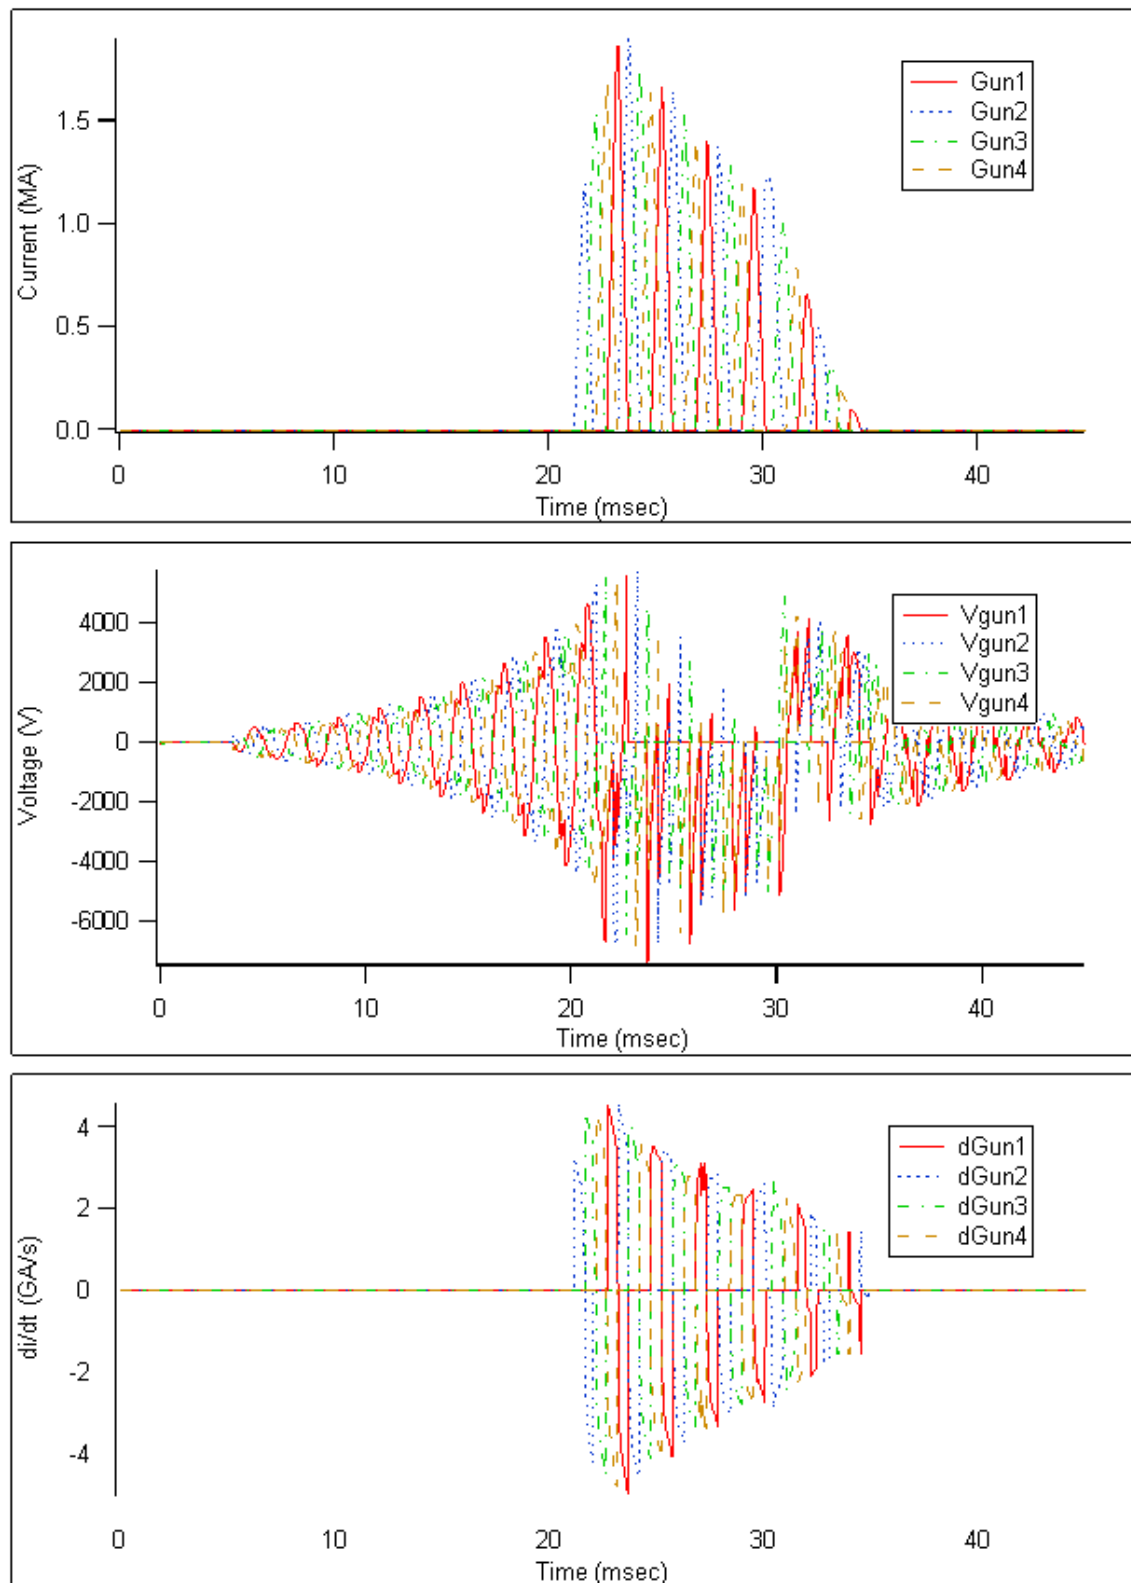 Current (MA)
1.5
1.0
0.5
0.0
Gun1
Gun2
Gun3
Gun4
0 10 20 30 40
Time (msec)
Voltage (V)
4000
2000
0
-2000
-4000
-6000
Vgun1
Vgun2
Vgun3
Vgun4
0 10 20 30 40
Time (msec)
di/dt (GA/s)
4
2
0
-2
-4
dGun1
dGun2
dGun3
dGun4
0 10 20 30 40
Time (msec)